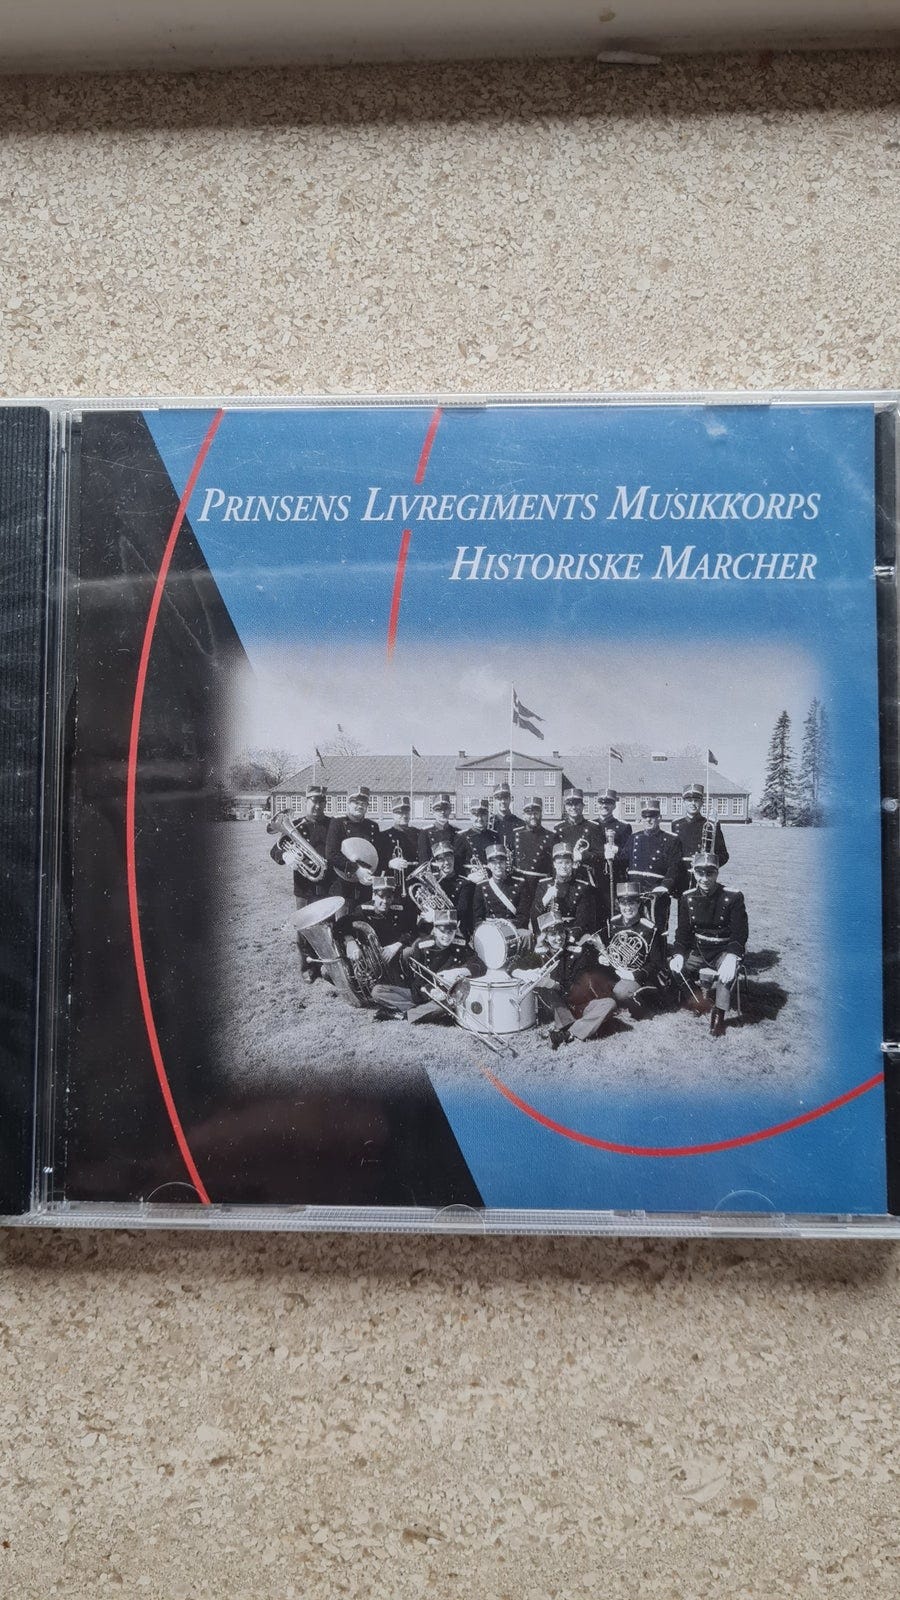 PRINSENS LIVREGIMENTS MUSIKKORPS
HISTORISKE MARCHER